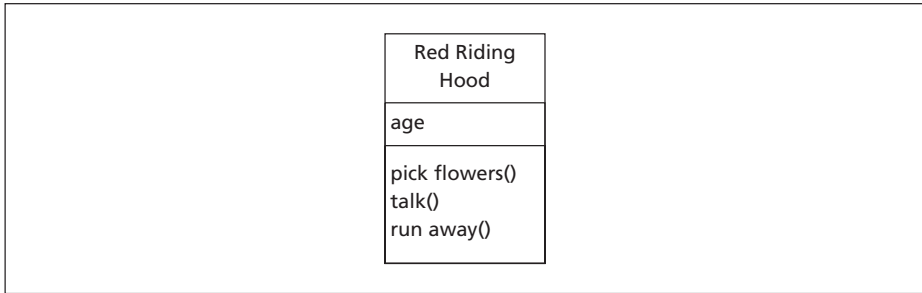 Red Riding
Hood
age
pick flowers()
talk()
run away()